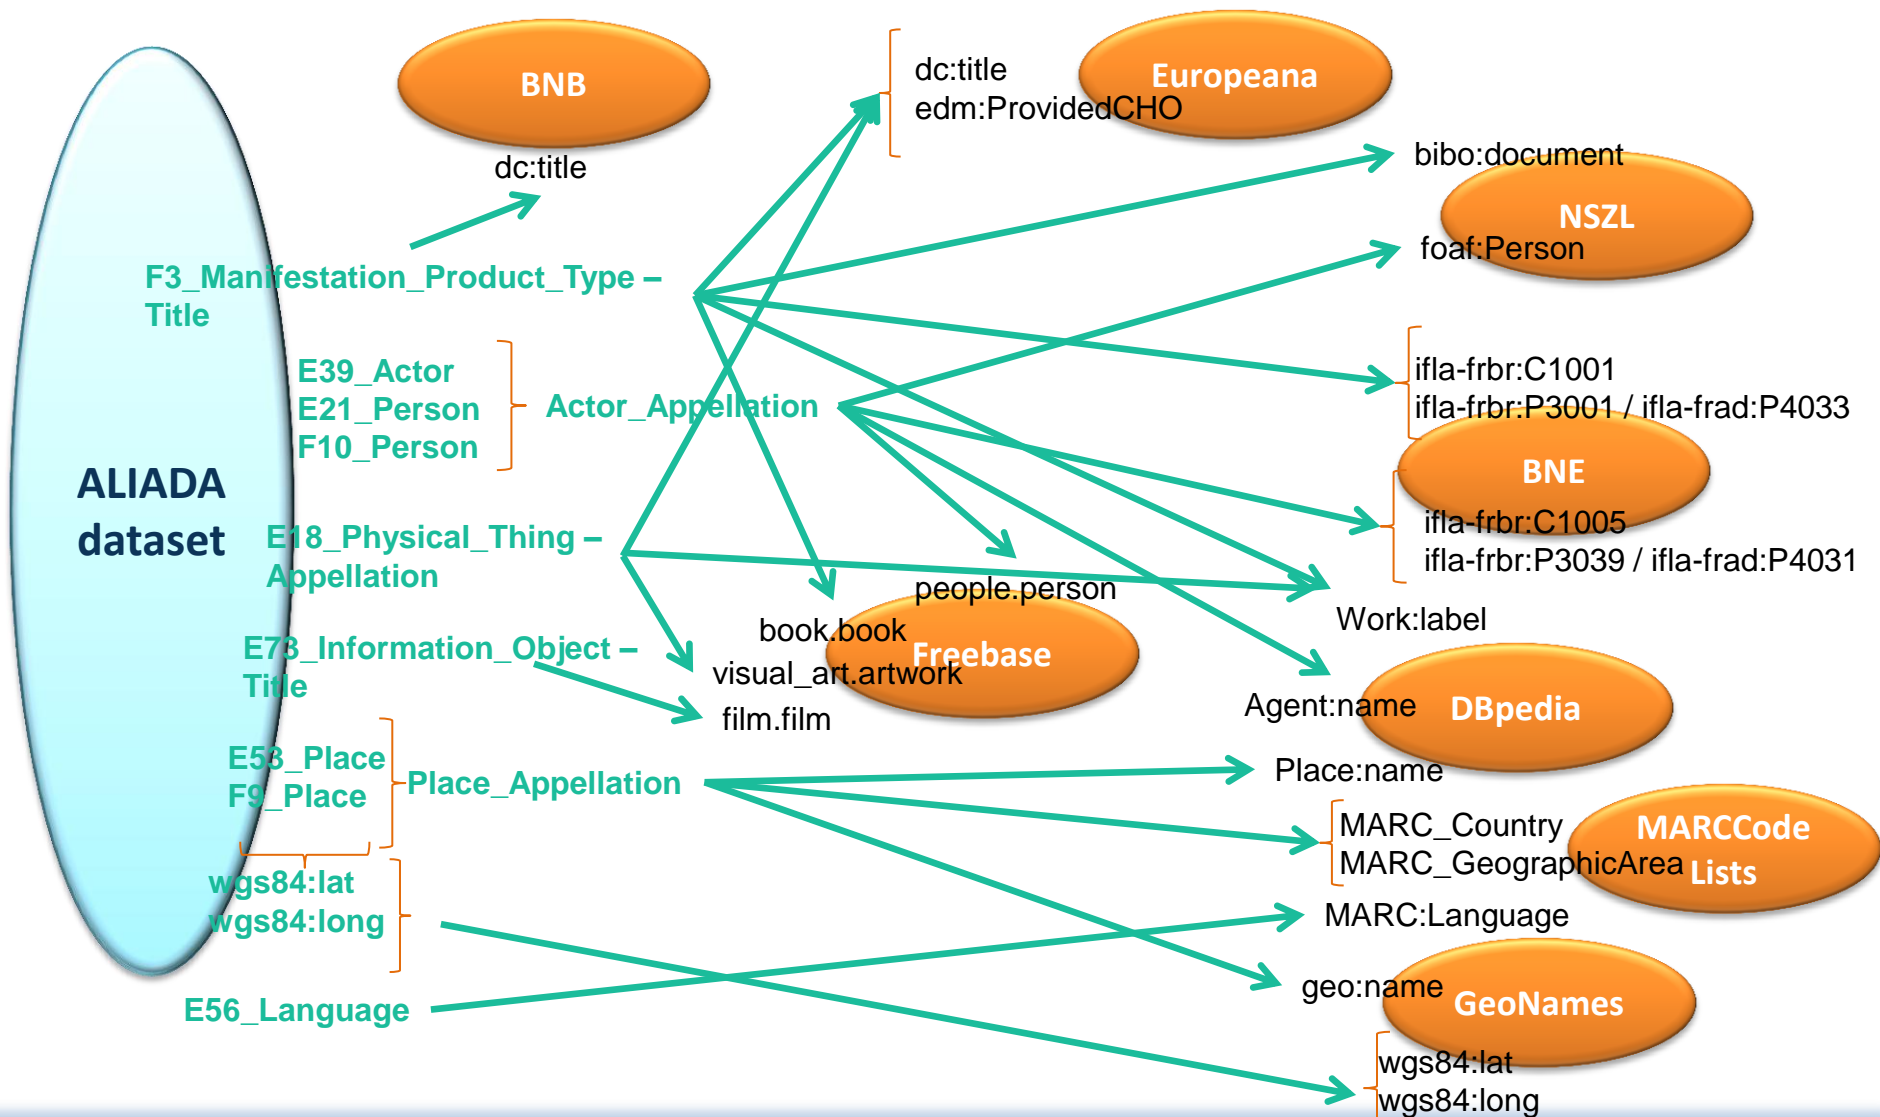 BNB
dc:title
dc:title
edm:ProvidedCHO
Europeana
bibo:document
NSZL
foaf:Person
F3_Manifestation_Product_Type –
Title
E39_Actor
E21_Person
F10_Person
Actor_Appellation
ifla-frbr:C1001
ifla-frbr:P3001 / ifla-frad:P4033
BNE
ifla-frbr:C1005
ifla-frbr:P3039 / ifla-frad:P4031
ALIADA
dataset
E18_Physical_Thing –
Appellation
people.person
book.book
Freebase
visual_art.artwork
film.film
Work:label
E73_Information_Object –
Title
Agent:name
DBpedia
E53_Place
F9_Place
Place_Appellation
Place:name
MARC_Country
MARC_GeographicArea
MARCCode
Lists
wgs84:lat
wgs84:long
MARC:Language
E56_Language
geo:name
GeoNames
wgs84:lat
wgs84:long